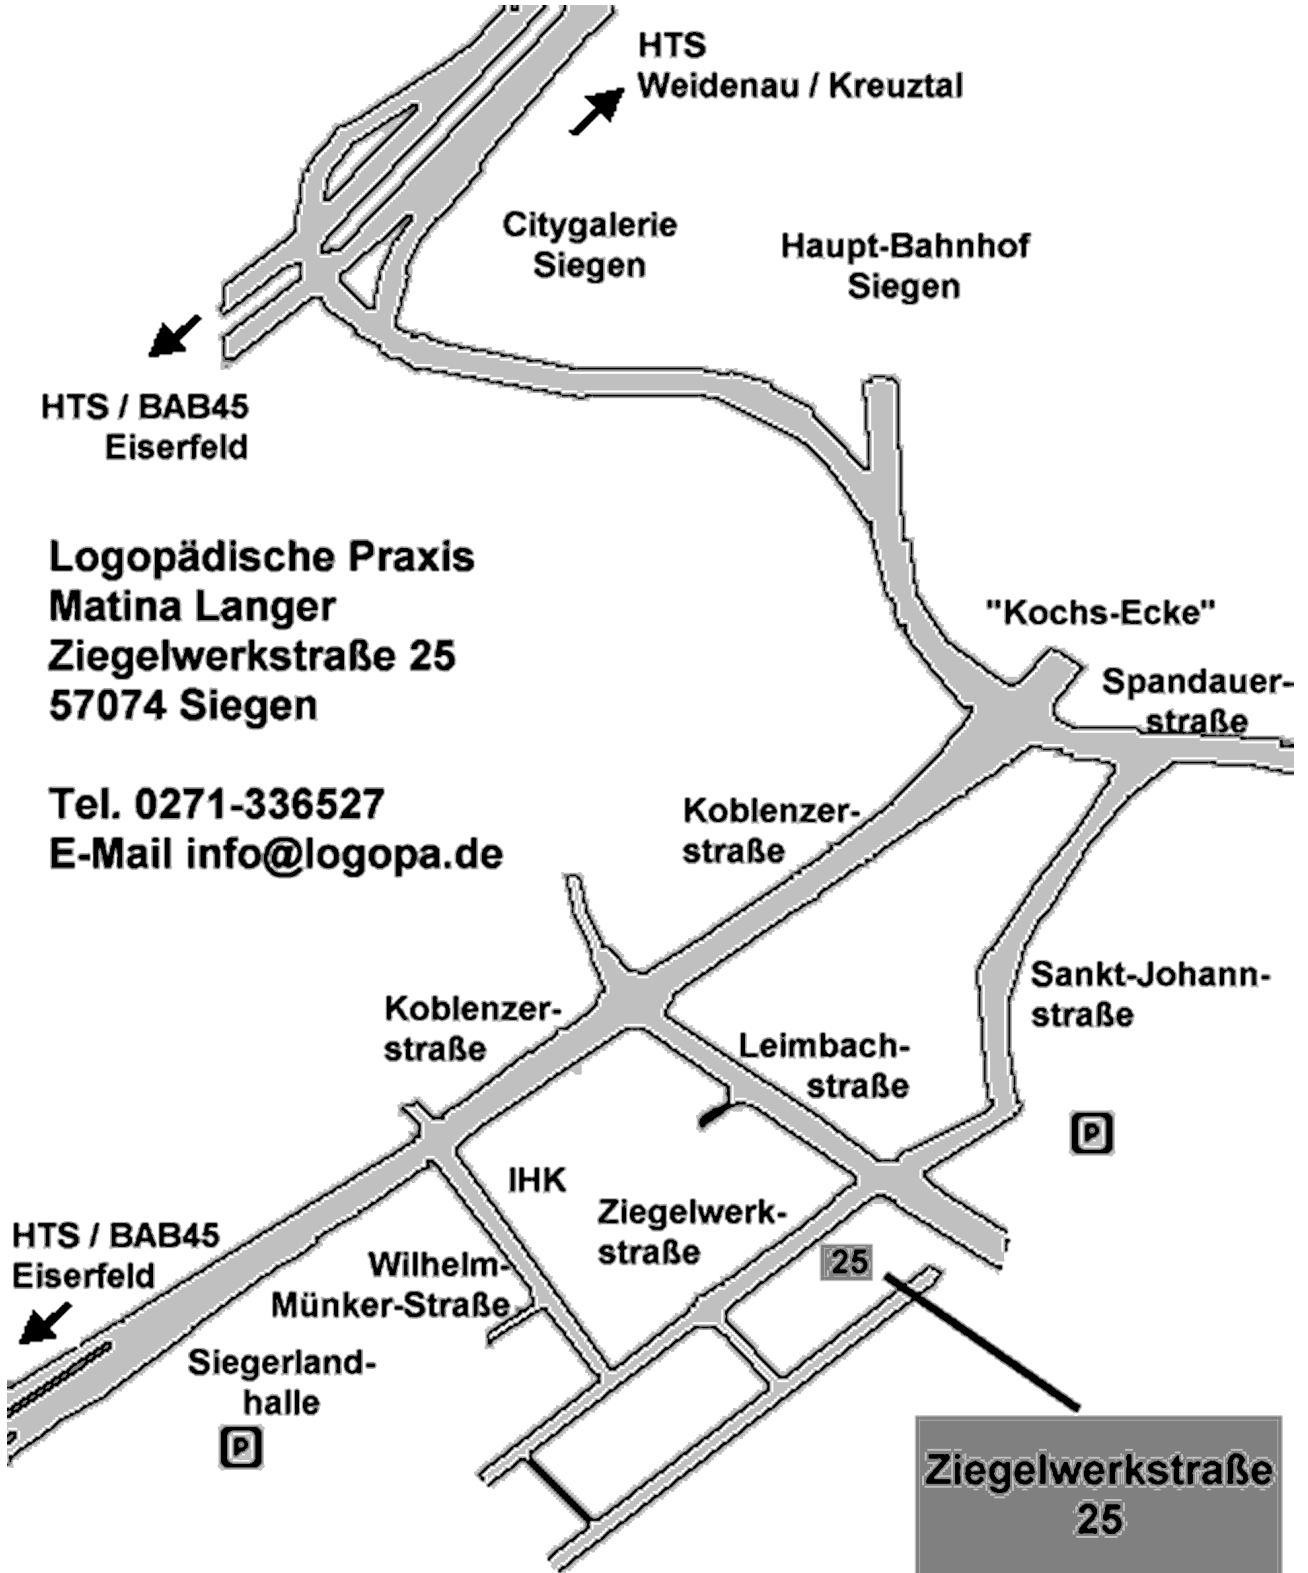 HTS
Weidenau / Kreuztal
Citygalerie
Siegen
Haupt-Bahnhof
Siegen
HTS / BAB45
Eiserfeld
Logopädische Praxis
Matina Langer
Ziegelwerkstraße 25
57074 Siegen
Tel. 0271-336527
E-Mail info@logopa.de
"Kochs-Ecke"
Spandauer-
straße
Koblenzer-
straße
Koblenzer-
straße
Sankt-Johann-
straße
Leimbach-
straße
P
IHK
Ziegelwerk-
straße
25
HTS / BAB45
Eiserfeld
Wilhelm-
Münker-Straße
Siegerland-
halle
P
Ziegelwerkstraße
25